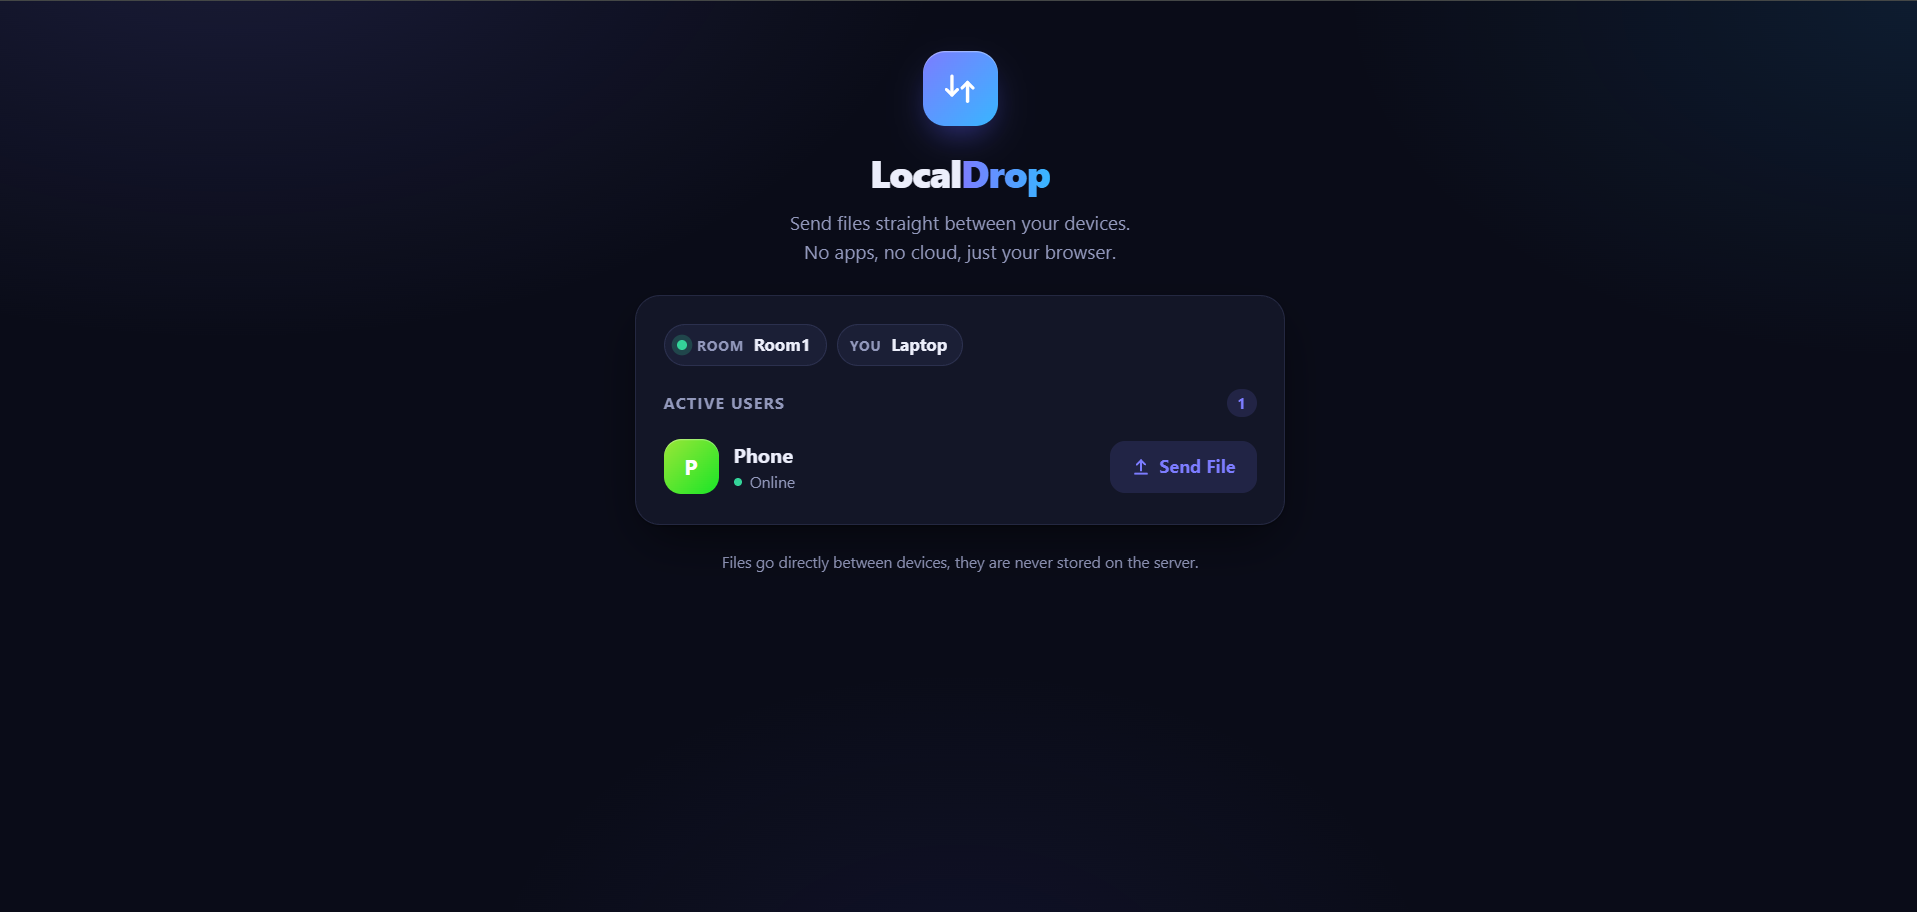 LocalDrop
Send files straight between your devices.
No apps, no cloud, just your browser.
ROOM Room1 YOU Laptop
ACTIVE USERS 1
P
Phone
Online
Send File
Files go directly between devices, they are never stored on the server.